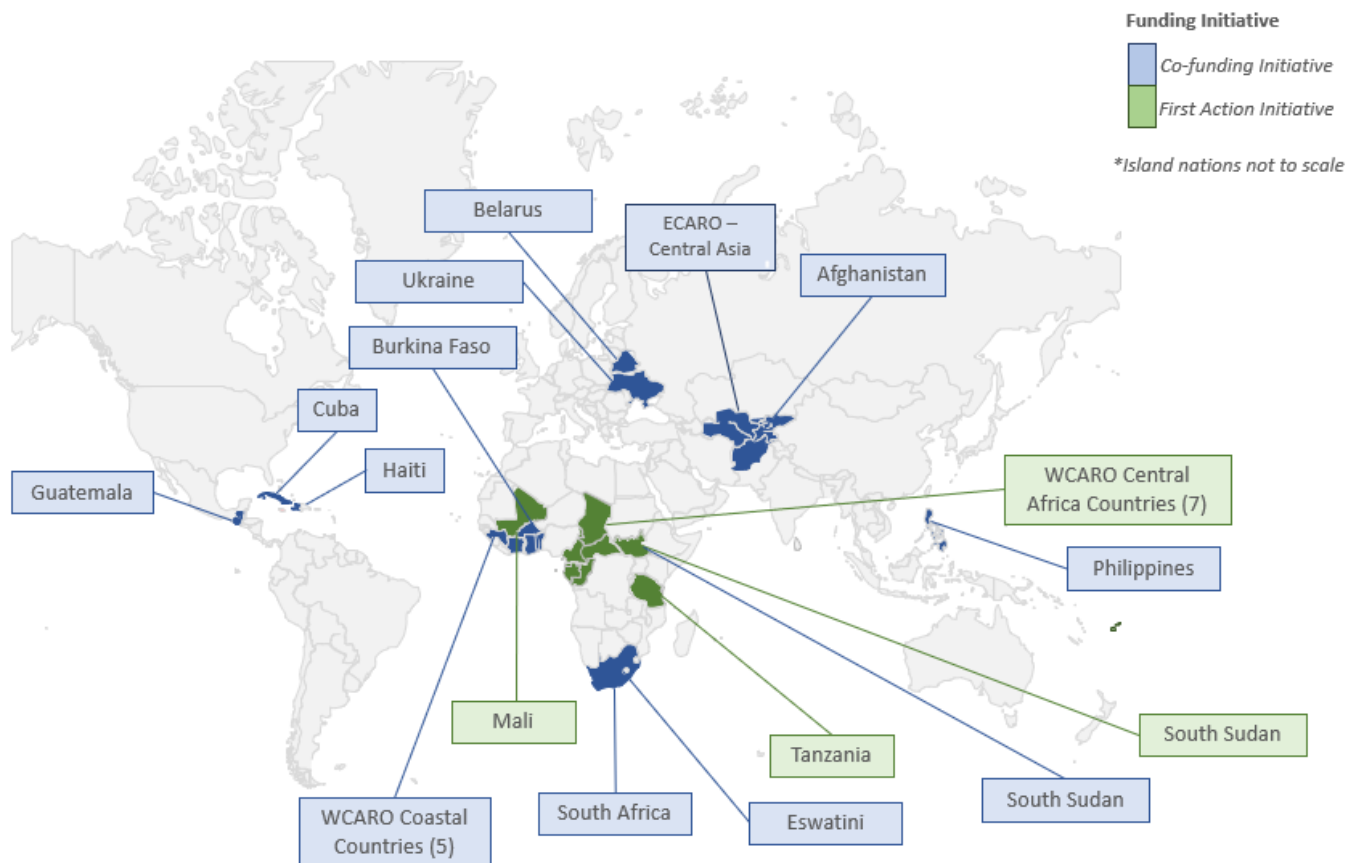 Funding Initiative
Co-funding Initiative
First Action Initiative
*Island nations not to scale
Belarus
ECARO –
Central Asia
Ukraine
Afghanistan
Burkina Faso
Cuba
Haiti
Guatemala
WCARO Central
Africa Countries (7)
Philippines
Mali
South Sudan
Tanzania
South Sudan
WCARO Coastal
Countries (5)
South Africa
Eswatini